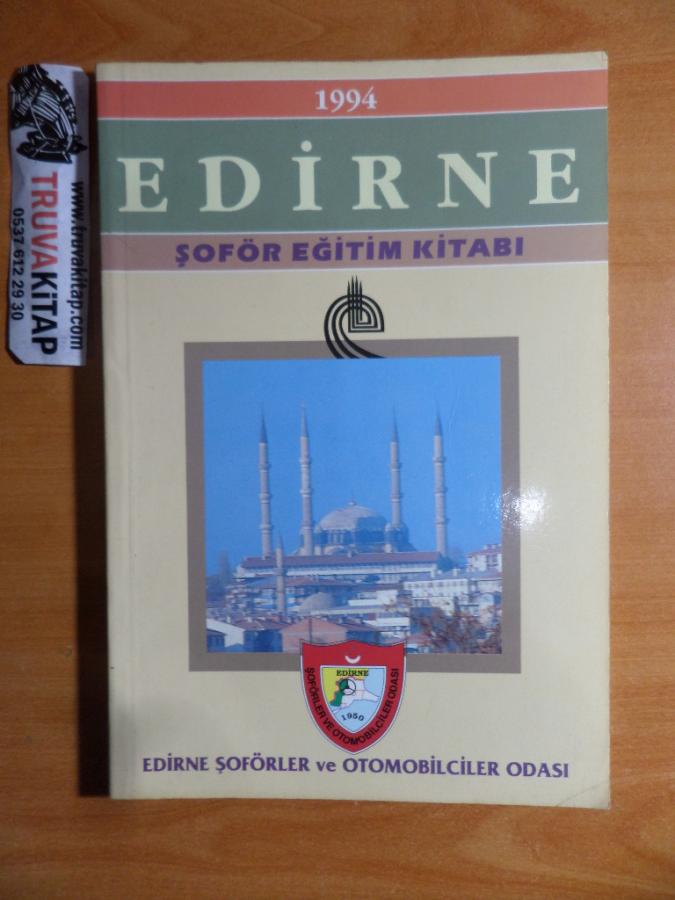 1994
EDİRNE
ŞOFÖR EĞİTİM KİTABI
EDİRNE
1950
ŞOFÖRLER VE OTOMOBİLCİLER ODASI
EDİRNE ŞOFÖRLER ve OTOMOBİLCİLER ODASI
www.truvakitap.com
TRUVAKİTAP
0537 612 29 30